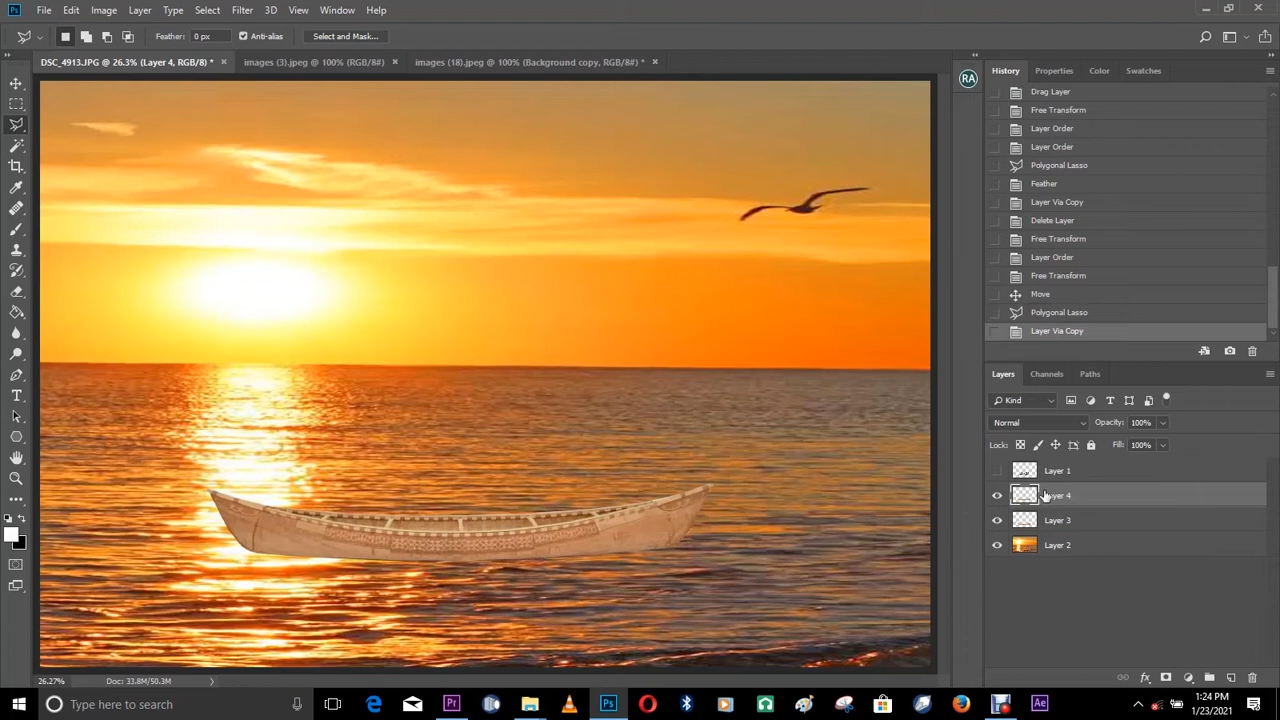 Ps File Edit Image Layer Type Select Filter 3D View Window Help
Feather: 0 px Anti-alias Select and Mask...
DSC_4913.JPG @ 26.3% (Layer 4, RGB/8) * × images (3).jpeg @ 100% (RGB/8#) × images (18).jpeg @ 100% (Background copy, RGB/8#) * ×
RA
History Properties Color Swatches
Drag Layer
Free Transform
Layer Order
Layer Order
Polygonal Lasso
Feather
Layer Via Copy
Delete Layer
Free Transform
Layer Order
Free Transform
Move
Polygonal Lasso
Layer Via Copy
Layers Channels Paths
Kind
Normal Opacity: 100%
Lock: Fill: 100%
Layer 1
Layer 4
Layer 3
Layer 2
26.27% Doc: 33.8M/50.3M
Type here to search
Pr Ps Ae
1:24 PM
1/23/2021